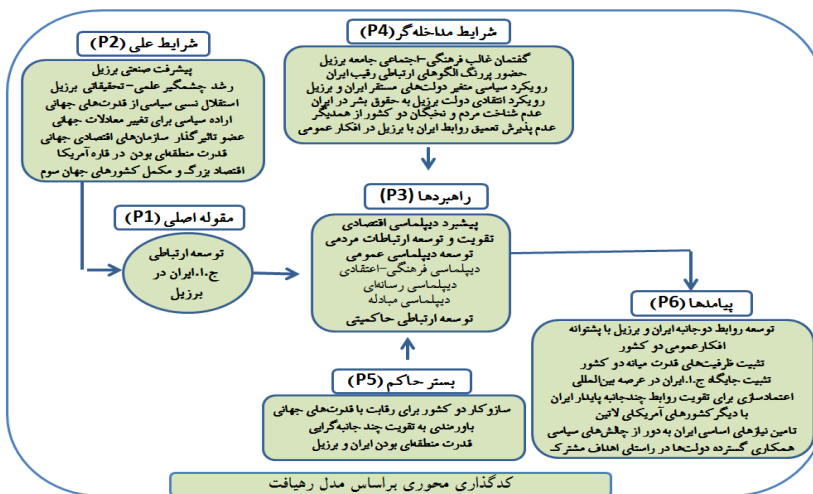 شرایط علی (P2)
پیشرفت صنعتی برزیل
رشد چشمگیر علمی-تحقیقاتی برزیل
استقلال نسبی سیاسی از قدرت‌های جهانی
اراده سیاسی برای تغییر معادلات جهانی
عضو تاثیرگذار سازمان‌های اقتصادی جهانی
قدرت منطقه‌ای بودن در قاره آمریکا
اقتصاد بزرگ و مکمل کشورهای جهان سوم
شرایط مداخله‌گر (P4)
گفتمان غالب فرهنگی-اجتماعی جامعه برزیل
حضور پررنگ الگوهای ارتباطی رقیب ایران
رویکرد سیاسی متغیر دولت‌های مستقر ایران و برزیل
رویکرد انتقادی دولت برزیل به حقوق بشر در ایران
عدم شناخت مردم و نخبگان دو کشور از همدیگر
عدم پذیرش تعمیق روابط ایران با برزیل در افکار عمومی
مقوله اصلی (P1)
توسعه ارتباطی
ج.ا.ایران در
برزیل
راهبردها (P3)
پیشبرد دیپلماسی اقتصادی
تقویت و توسعه ارتباطات مردمی
توسعه دیپلماسی عمومی
دیپلماسی فرهنگی-اعتقادی
دیپلماسی رسانه‌ای
دیپلماسی مبادله
توسعه ارتباطی حاکمیتی
بستر حاکم (P5)
سازوکار دو کشور برای رقابت با قدرت‌های جهانی
باورمندی به تقویت چند جانبه‌گرایی
قدرت منطقه‌ای بودن ایران و برزیل
پیامدها (P6)
توسعه روابط دوجانبه ایران و برزیل با پشتوانه
افکارعمومی دو کشور
تثبیت ظرفیت‌های قدرت میانه دو کشور
تثبیت جایگاه ج.ا.ایران در عرصه بین‌المللی
اعتمادسازی برای تقویت روابط چندجانبه پایدار ایران
با دیگر کشورهای آمریکای لاتین
تامین نیازهای اساسی ایران به دور از چالش‌های سیاسی
همکاری گسترده دولت‌ها در راستای اهداف مشترک
کدگذاری محوری براساس مدل رهیافت